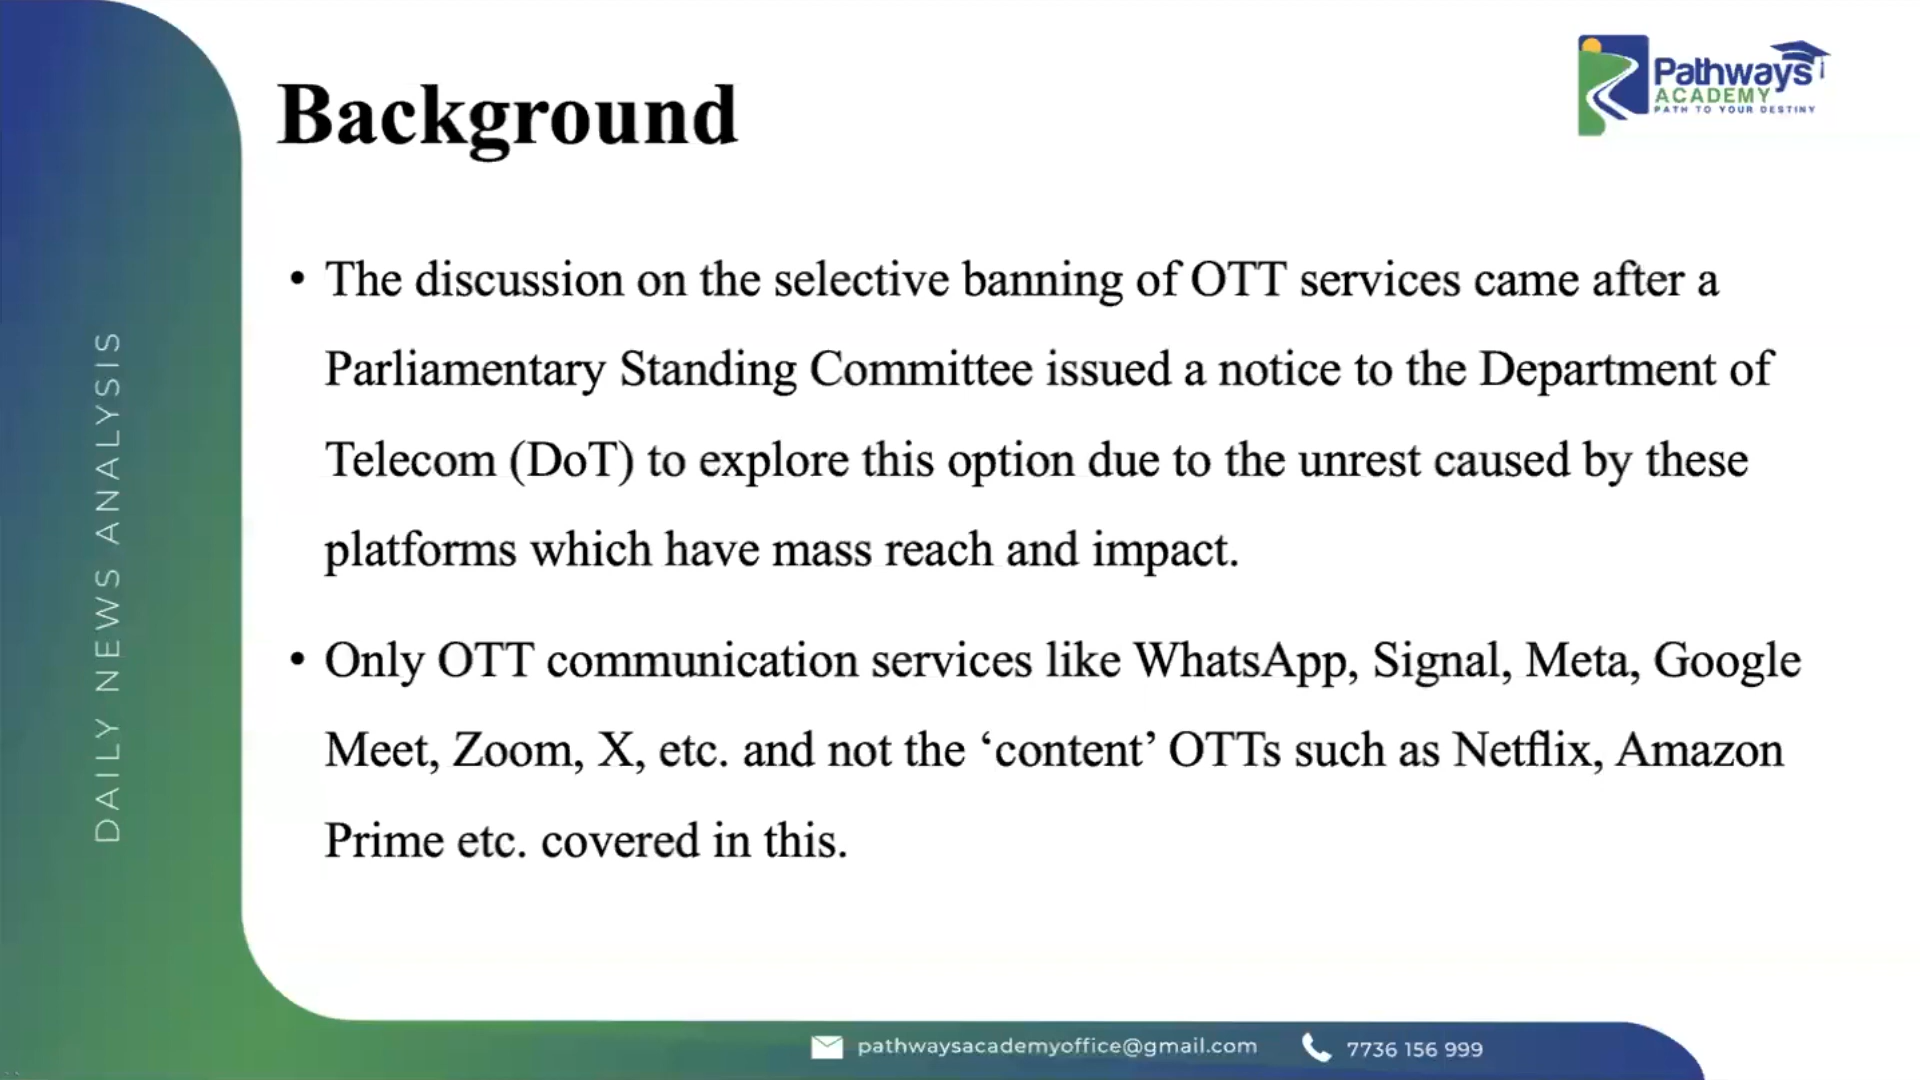 Background
Pathways
ACADEMY
PATH TO YOUR DESTINY
• The discussion on the selective banning of OTT services came after a
Parliamentary Standing Committee issued a notice to the Department of
Telecom (DoT) to explore this option due to the unrest caused by these
platforms which have mass reach and impact.
• Only OTT communication services like WhatsApp, Signal, Meta, Google
Meet, Zoom, X, etc. and not the ‘content’ OTTs such as Netflix, Amazon
Prime etc. covered in this.
DAILY NEWS ANALYSIS
pathwaysacademyoffice@gmail.com
7736 156 999